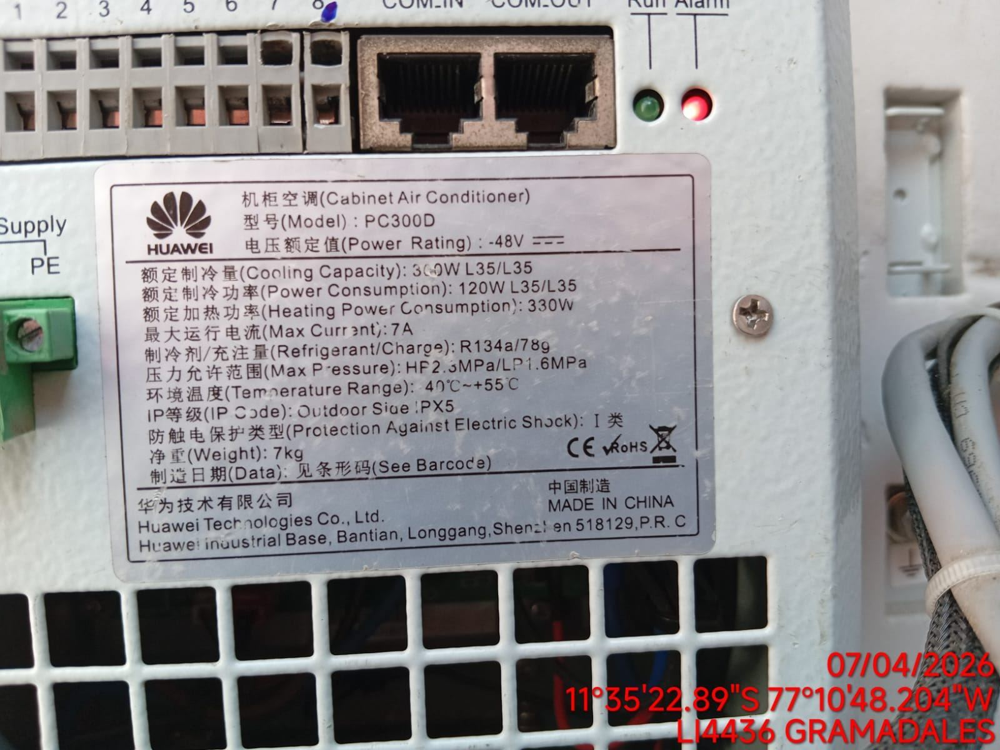 1 2 3 4 5 6 7 8 COM_IN COM_OUT Run Alarm
Supply
PE
HUAWEI
机柜空调(Cabinet Air Conditioner)
型号(Model) : PC300D
电压额定值(Power Rating) : -48V
额定制冷量(Cooling Capacity): 300W L35/L35
额定制冷功率(Power Consumption): 120W L35/L35
额定加热功率(Heating Power Consumption): 330W
最大运行电流(Max Current): 7A
制冷剂/充注量(Refrigerant/Charge): R134a/78g
压力允许范围(Max Pressure): HP2.3MPa/LP1.6MPa
环境温度(Temperature Range): -40℃~+55℃
IP等级(IP Code): Outdoor Side IPX5
防触电保护类型(Protection Against Electric Shock): I 类
净重(Weight): 7kg
CE RoHS
制造日期(Data): 见条形码(See Barcode)
华为技术有限公司
中国制造
MADE IN CHINA
Huawei Technologies Co., Ltd.
Huawei Industrial Base, Bantian, Longgang,Shenzhen 518129,P.R. C
07/04/2026
11°35'22.89"S 77°10'48.204"W
LI4436 GRAMADALES